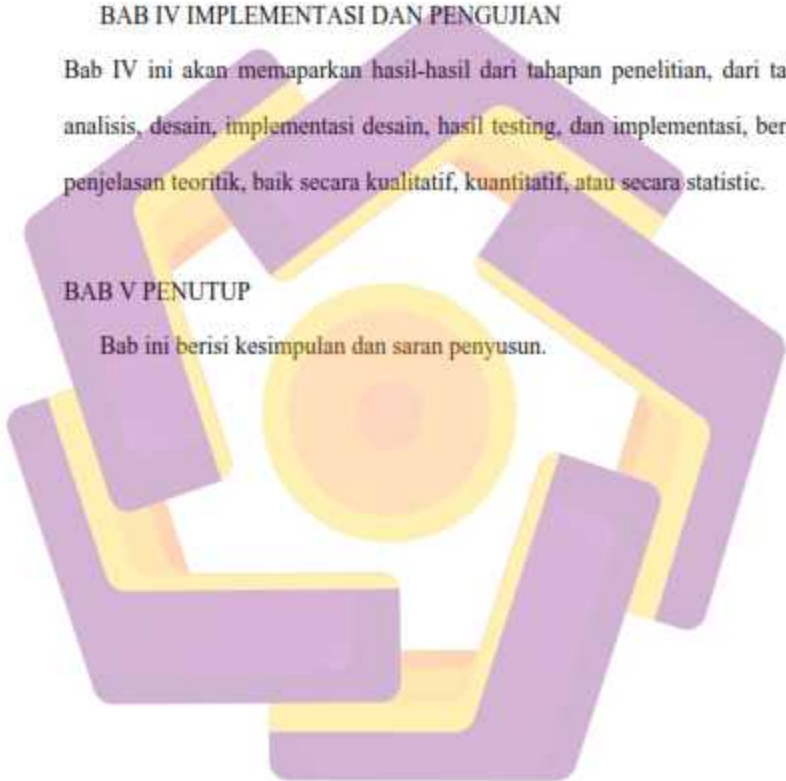 BAB IV IMPLEMENTASI DAN PENGUJIAN
Bab IV ini akan memaparkan hasil-hasil dari tahapan penelitian, dari ta
analisis, desain, implementasi desain, hasil testing, dan implementasi, ber
penjelasan teoritik, baik secara kualitatif, kuantitatif, atau secara statistic.
BAB V PENUTUP
Bab ini berisi kesimpulan dan saran penyusun.